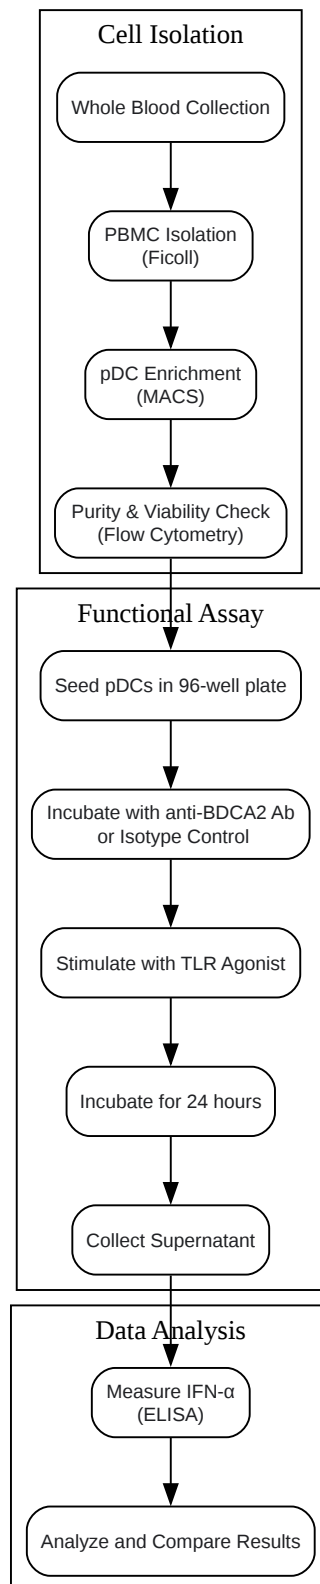 Cell Isolation
Whole Blood Collection
PBMC Isolation
(Ficoll)
pDC Enrichment
(MACS)
Purity & Viability Check
(Flow Cytometry)
Functional Assay
Seed pDCs in 96-well plate
Incubate with anti-BDCA2 Ab
or Isotype Control
Stimulate with TLR Agonist
Incubate for 24 hours
Collect Supernatant
Data Analysis
Measure IFN-α
(ELISA)
Analyze and Compare Results